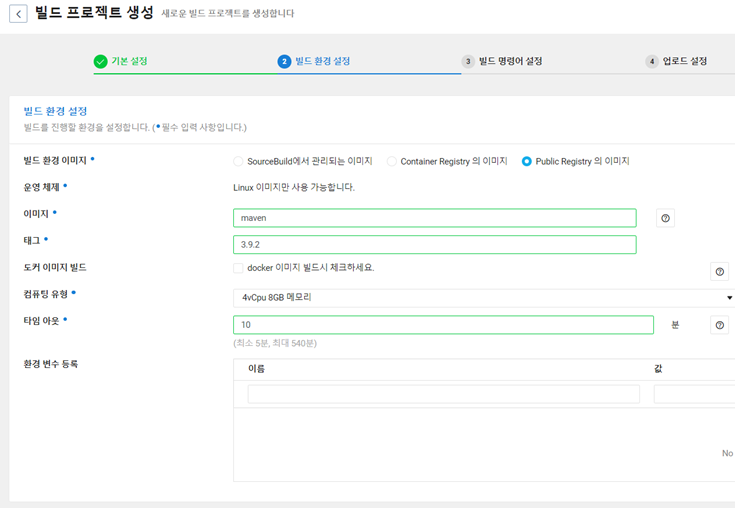 빌드 프로젝트 생성 새로운 빌드 프로젝트를 생성합니다
기본 설정 2 빌드 환경 설정 3 빌드 명령어 설정 4 업로드 설정
빌드 환경 설정
빌드를 진행할 환경을 설정합니다. (• 필수 입력 사항입니다.)
빌드 환경 이미지 • SourceBuild에서 관리되는 이미지 Container Registry 의 이미지 Public Registry 의 이미지
운영 체제 • Linux 이미지만 사용 가능합니다.
이미지 • maven
태그 • 3.9.2
도커 이미지 빌드 docker 이미지 빌드시 체크하세요.
컴퓨팅 유형 • 4vCpu 8GB 메모리
타임 아웃 • 10 분
(최소 5분, 최대 540분)
환경 변수 등록 이름 값
No